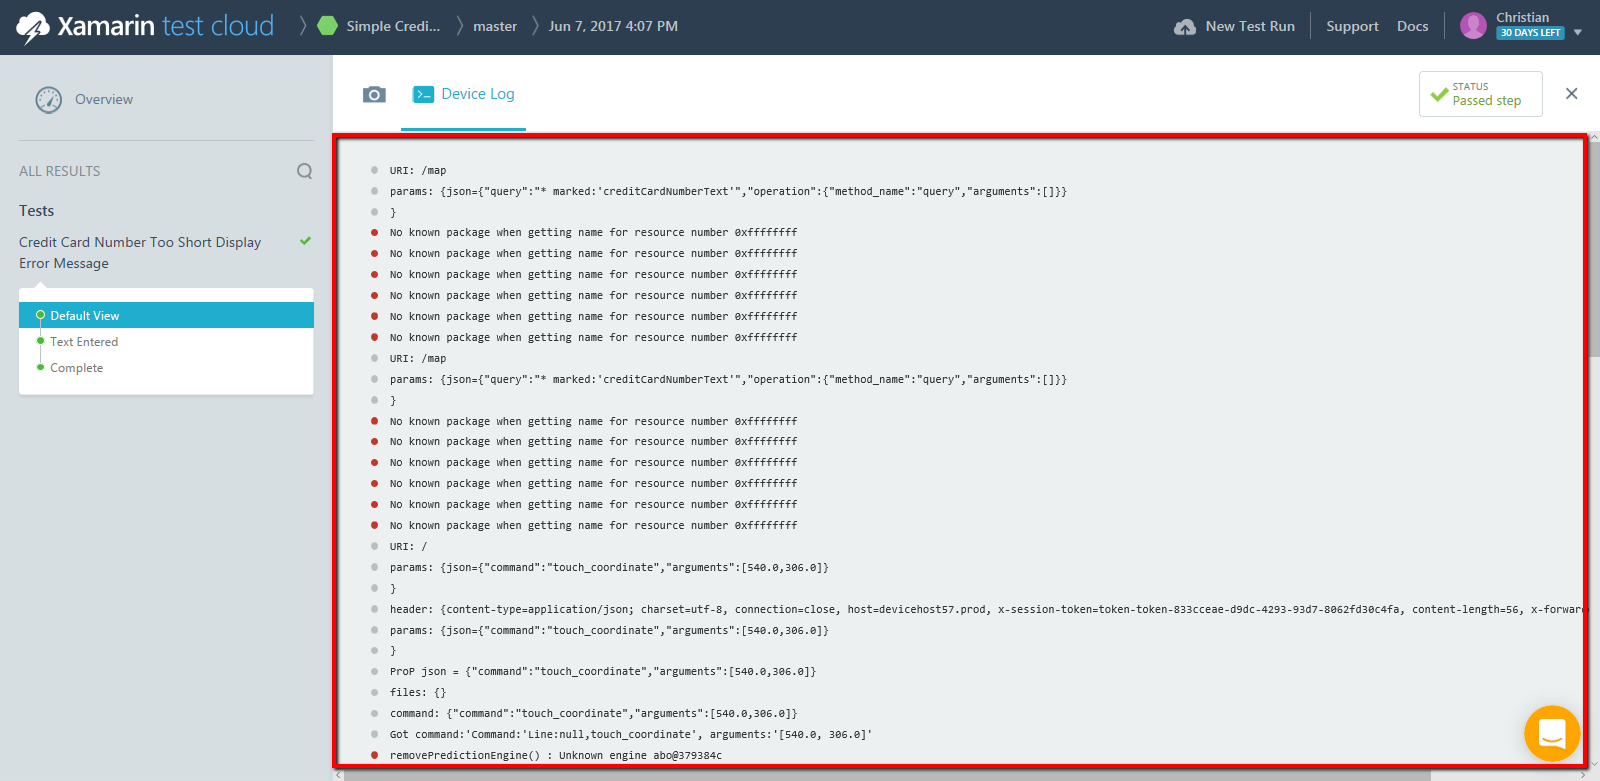 Xamarin test cloud
Simple Credi...
master
Jun 7, 2017 4:07 PM
New Test Run
Support
Docs
Christian
30 DAYS LEFT
Overview
ALL RESULTS
Tests
Credit Card Number Too Short Display
Error Message
Default View
Text Entered
Complete
Device Log
STATUS
Passed step
URI: /map
params: {json={"query":"* marked:'creditCardNumberText'","operation":{"method_name":"query","arguments":[]}}
}
No known package when getting name for resource number 0xffffffff
No known package when getting name for resource number 0xffffffff
No known package when getting name for resource number 0xffffffff
No known package when getting name for resource number 0xffffffff
No known package when getting name for resource number 0xffffffff
No known package when getting name for resource number 0xffffffff
URI: /map
params: {json={"query":"* marked:'creditCardNumberText'","operation":{"method_name":"query","arguments":[]}}
}
No known package when getting name for resource number 0xffffffff
No known package when getting name for resource number 0xffffffff
No known package when getting name for resource number 0xffffffff
No known package when getting name for resource number 0xffffffff
No known package when getting name for resource number 0xffffffff
No known package when getting name for resource number 0xffffffff
URI: /
params: {json={"command":"touch_coordinate","arguments":[540.0,306.0]}
}
header: {content-type=application/json; charset=utf-8, connection=close, host=devicehost57.prod, x-session-token=token-token-833cceae-d9dc-4293-93d7-8062fd30c4fa, content-length=56, x-forwar
params: {json={"command":"touch_coordinate","arguments":[540.0,306.0]}
}
ProP json = {"command":"touch_coordinate","arguments":[540.0,306.0]}
files: {}
command: {"command":"touch_coordinate","arguments":[540.0,306.0]}
Got command:'Command:'Line:null,touch_coordinate', arguments:'[540.0, 306.0]'
removePredictionEngine() : Unknown engine abo@379384c